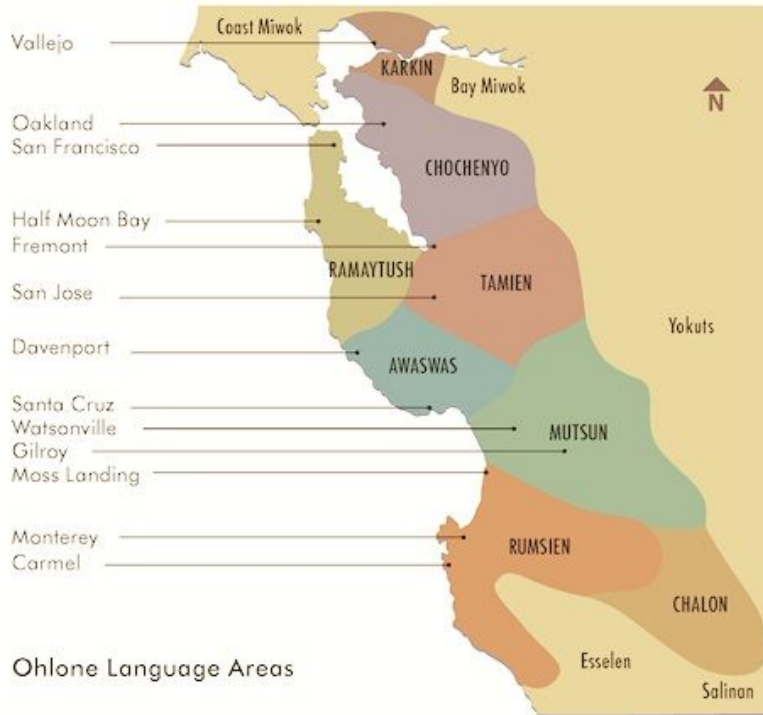 Coast Miwok
Vallejo
KARKIN
Bay Miwok
N
Oakland
San Francisco
CHOCHENYO
Half Moon Bay
Fremont
RAMAYTUSH
TAMIEN
San Jose
Yokuts
Davenport
AWASWAS
Santa Cruz
Watsonville
MUTSUN
Gilroy
Moss Landing
Monterey
RUMSIEN
Carmel
CHALON
Ohlone Language Areas
Esselen
Salinan